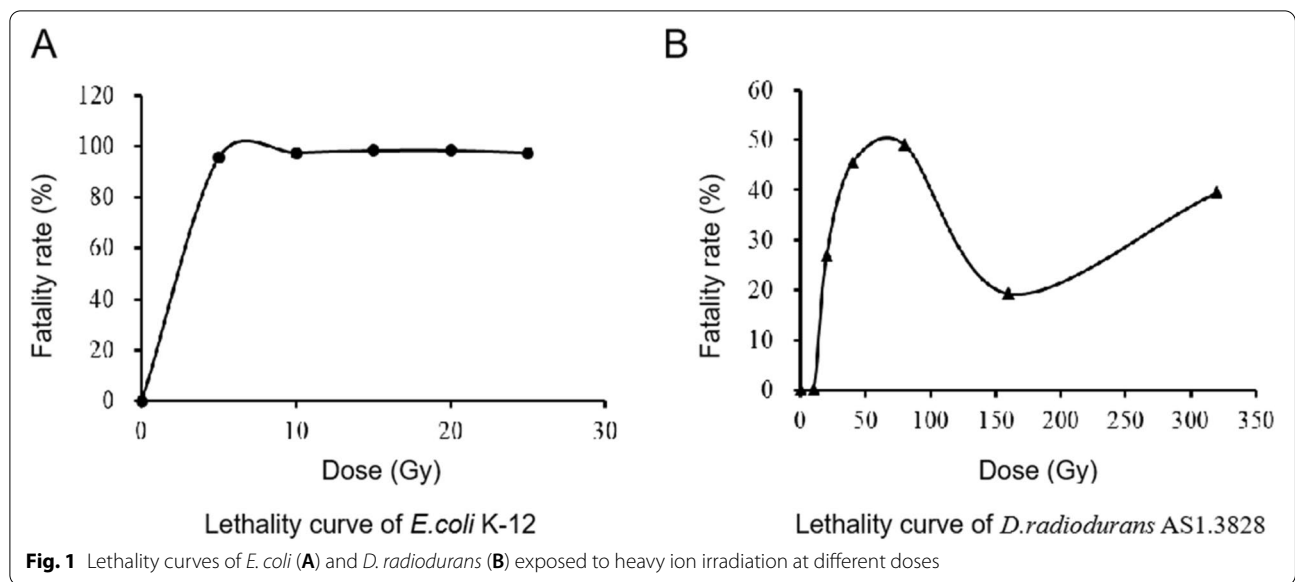 A
120
100
80
60
40
20
0
0 10 20 30
Fatality rate (%)
Dose (Gy)
Lethality curve of E.coli K-12
B
60
50
40
30
20
10
0
0 50 100 150 200 250 300 350
Fatality rate (%)
Dose (Gy)
Lethality curve of D.radiodurans AS1.3828
Fig. 1 Lethality curves of E. coli (A) and D. radiodurans (B) exposed to heavy ion irradiation at different doses